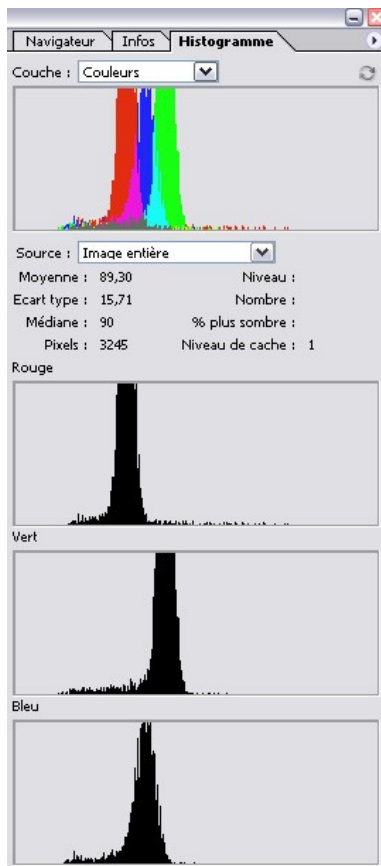 Navigateur Infos Histogramme
Couche : Couleurs
Source : Image entière
Moyenne : 89,30 Niveau :
Ecart type : 15,71 Nombre :
Médiane : 90 % plus sombre :
Pixels : 3245 Niveau de cache : 1
Rouge
Vert
Bleu